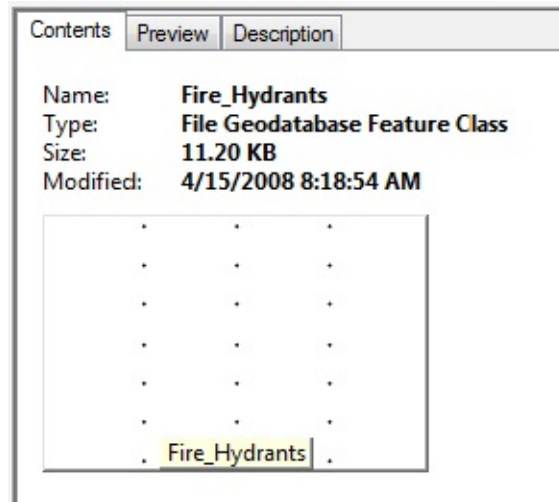 Contents Preview Description
Name: Fire_Hydrants
Type: File Geodatabase Feature Class
Size: 11.20 KB
Modified: 4/15/2008 8:18:54 AM
Fire_Hydrants